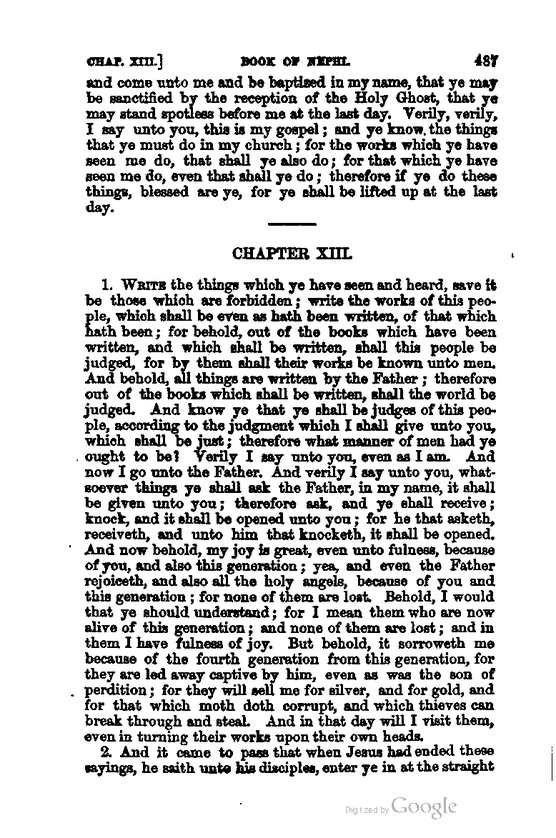 CHAP. XIII.] BOOK OF NEPHI. 487
and come unto me and be baptized in my name, that ye may
be sanctified by the reception of the Holy Ghost, that ye
may stand spotless before me at the last day. Verily, verily,
I say unto you, this is my gospel; and ye know the things
that ye must do in my church; for the works which ye have
seen me do, that shall ye also do; for that which ye have
seen me do, even that shall ye do; therefore if ye do these
things, blessed are ye, for ye shall be lifted up at the last
day.
CHAPTER XIII.
1. WRITE the things which ye have seen and heard, save it
be those which are forbidden; write the works of this peo-
ple, which shall be even as hath been written, of that which
hath been; for behold, out of the books which have been
written, and which shall be written, shall this people be
judged, for by them shall their works be known unto men.
And behold, all things are written by the Father; therefore
out of the books which shall be written, shall the world be
judged. And know ye that ye shall be judges of this peo-
ple, according to the judgment which I shall give unto you,
which shall be just; therefore what manner of men had ye
ought to be? Verily I say unto you, even as I am. And
now I go unto the Father. And verily I say unto you, what-
soever things ye shall ask the Father, in my name, it shall
be given unto you; therefore ask, and ye shall receive;
knock, and it shall be opened unto you; for he that asketh,
receiveth, and unto him that knocketh, it shall be opened.
And now behold, my joy is great, even unto fulness, because
of you, and also this generation; yea, and even the Father
rejoiceth, and also all the holy angels, because of you and
this generation; for none of them are lost. Behold, I would
that ye should understand; for I mean them who are now
alive of this generation; and none of them are lost; and in
them I have fulness of joy. But behold, it sorroweth me
because of the fourth generation from this generation, for
they are led away captive by him, even as was the son of
perdition; for they will sell me for silver, and for gold, and
for that which moth doth corrupt, and which thieves can
break through and steal. And in that day will I visit them,
even in turning their works upon their own heads.
2. And it came to pass that when Jesus had ended these
sayings, he saith unto his disciples, enter ye in at the straight
Digitized by Google